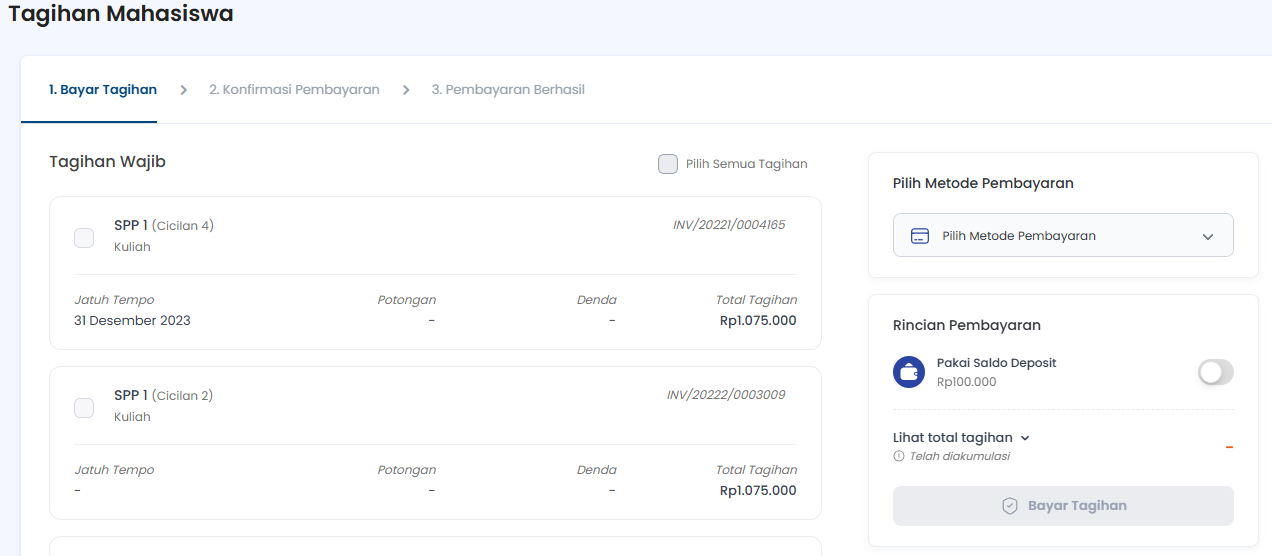 Tagihan Mahasiswa
1. Bayar Tagihan
2. Konfirmasi Pembayaran
3. Pembayaran Berhasil
Tagihan Wajib
Pilih Semua Tagihan
SPP 1 (Cicilan 4)
INV/20221/0004165
Kuliah
Jatuh Tempo
Potongan
Denda
Total Tagihan
31 Desember 2023
-
-
Rp1.075.000
SPP 1 (Cicilan 2)
INV/20222/0003009
Kuliah
Jatuh Tempo
Potongan
Denda
Total Tagihan
-
-
-
Rp1.075.000
Pilih Metode Pembayaran
Pilih Metode Pembayaran
Rincian Pembayaran
Pakai Saldo Deposit
Rp100.000
Lihat total tagihan
-
Telah diakumulasi
Bayar Tagihan